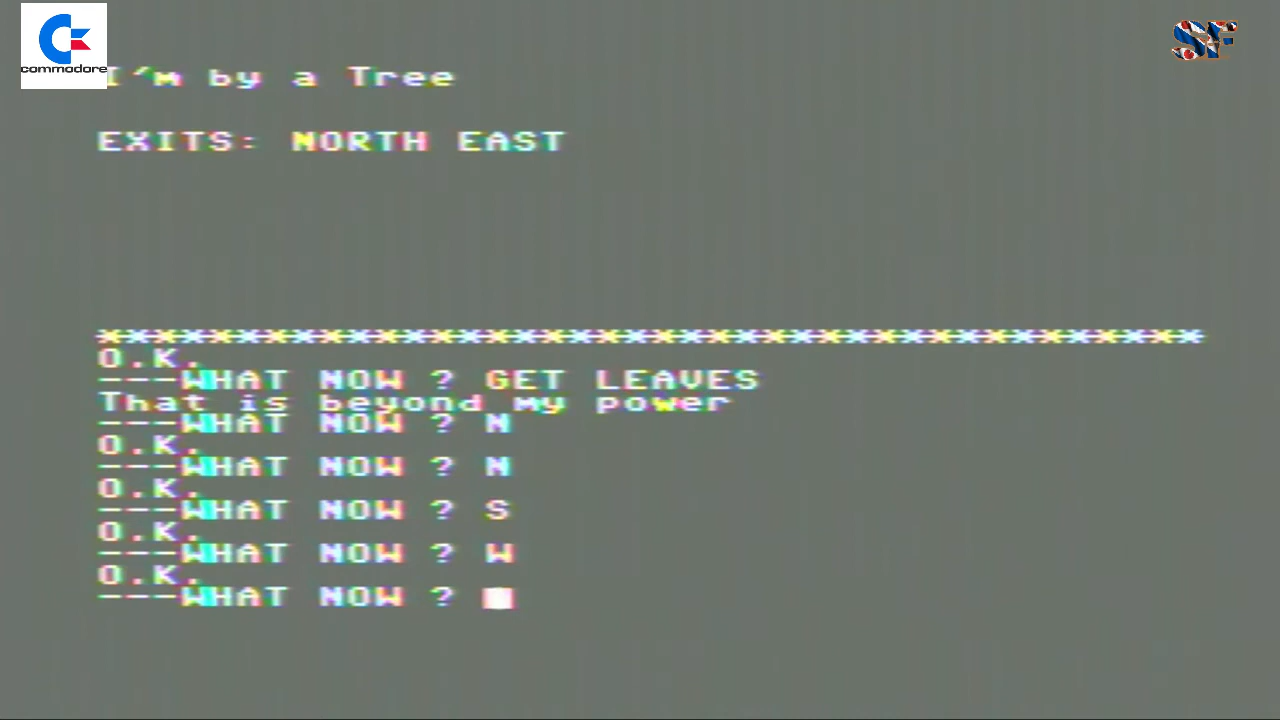 commodore
SF
I'm by a Tree
EXITS: NORTH EAST
****************************************
O.K.
---WHAT NOW ? GET LEAVES
That is beyond my power
---WHAT NOW ? N
O.K.
---WHAT NOW ? N
O.K.
---WHAT NOW ? S
O.K.
---WHAT NOW ? W
O.K.
---WHAT NOW ?